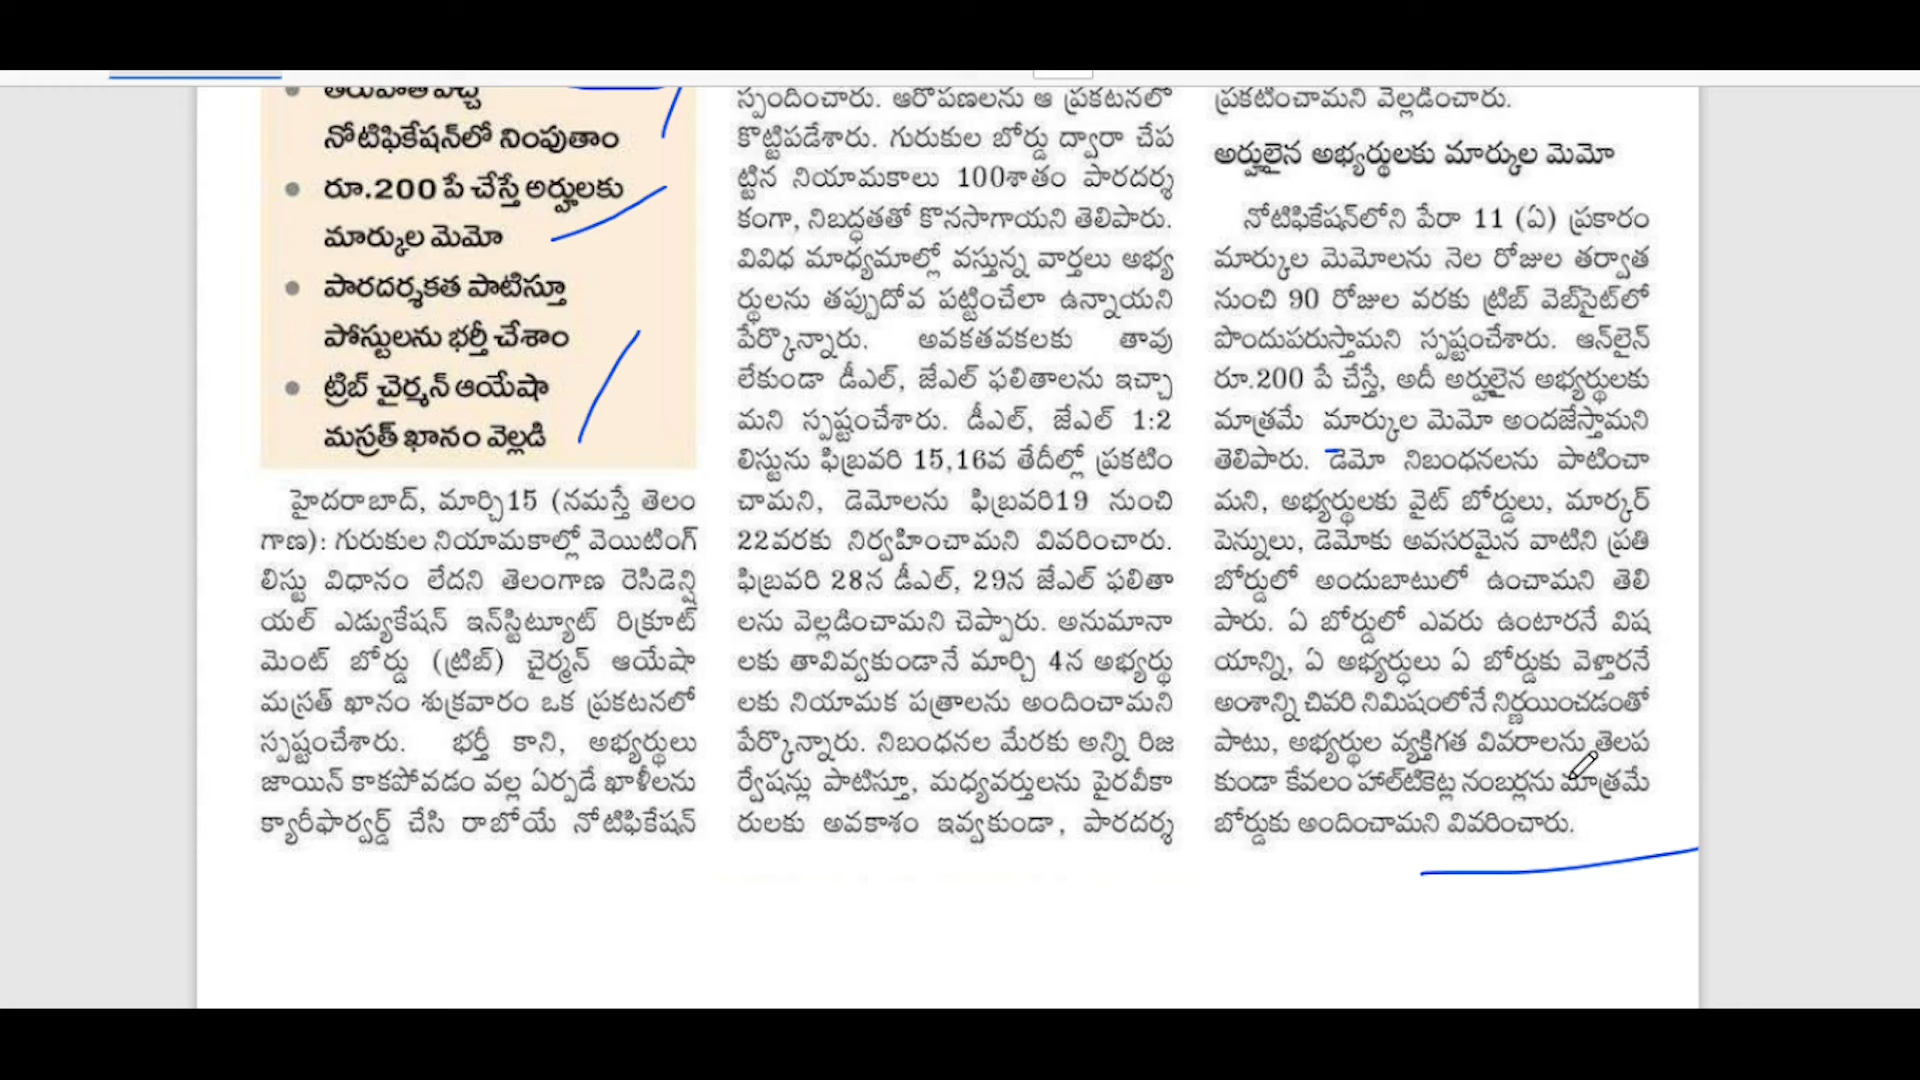 తరువాత వచ్చే
నోటిఫికేషన్‌లో నింపుతాం
రూ.200 పే చేస్తే అర్హులకు
మార్కుల మెమో
పారదర్శకత పాటిస్తూ
పోస్టులను భర్తీ చేశాం
ట్రిబ్ చైర్మన్ ఆయేషా
మస్రత్ ఖానం వెల్లడి
హైదరాబాద్, మార్చి15 (నమస్తే తెలం
గాణ): గురుకుల నియామకాల్లో వెయిటింగ్
లిస్టు విధానం లేదని తెలంగాణ రెసిడెన్షి
యల్ ఎడ్యుకేషన్ ఇన్‌స్టిట్యూట్ రిక్రూట్
మెంట్ బోర్డు (ట్రిబ్) చైర్మన్ ఆయేషా
మస్రత్ ఖానం శుక్రవారం ఒక ప్రకటనలో
స్పష్టంచేశారు. భర్తీ కాని, అభ్యర్థులు
జాయిన్ కాకపోవడం వల్ల ఏర్పడే ఖాళీలను
క్యారీఫార్వర్డ్ చేసి రాబోయే నోటిఫికేషన్
స్పందించారు. ఆరోపణలను ఆ ప్రకటనలో
కొట్టిపడేశారు. గురుకుల బోర్డు ద్వారా చేప
ట్టిన నియామకాలు 100శాతం పారదర్శ
కంగా, నిబద్ధతతో కొనసాగాయని తెలిపారు.
వివిధ మాధ్యమాల్లో వస్తున్న వార్తలు అభ్య
ర్థులను తప్పుదోవ పట్టించేలా ఉన్నాయని
పేర్కొన్నారు. అవకతవకలకు తావు
లేకుండా డీఎల్, జేఎల్ ఫలితాలను ఇచ్చా
మని స్పష్టంచేశారు. డీఎల్, జేఎల్ 1:2
లిస్టును ఫిబ్రవరి 15,16వ తేదీల్లో ప్రకటిం
చామని, డెమోలను ఫిబ్రవరి19 నుంచి
22వరకు నిర్వహించామని వివరించారు.
ఫిబ్రవరి 28న డీఎల్, 29న జేఎల్ ఫలితా
లను వెల్లడించామని చెప్పారు. అనుమానా
లకు తావివ్వకుండానే మార్చి 4న అభ్యర్థు
లకు నియామక పత్రాలను అందించామని
పేర్కొన్నారు. నిబంధనల మేరకు అన్ని రిజ
ర్వేషన్లు పాటిస్తూ, మధ్యవర్తులను పైరవీకా
రులకు అవకాశం ఇవ్వకుండా, పారదర్శ
ప్రకటించామని వెల్లడించారు.
అర్హులైన అభ్యర్థులకు మార్కుల మెమో
నోటిఫికేషన్‌లోని పేరా 11 (ఏ) ప్రకారం
మార్కుల మెమోలను నెల రోజుల తర్వాత
నుంచి 90 రోజుల వరకు ట్రిబ్ వెబ్‌సైట్‌లో
పొందుపరుస్తామని స్పష్టంచేశారు. ఆన్‌లైన్
రూ.200 పే చేస్తే, అదీ అర్హులైన అభ్యర్థులకు
మాత్రమే మార్కుల మెమో అందజేస్తామని
తెలిపారు. డెమో నిబంధనలను పాటించా
మని, అభ్యర్థులకు వైట్ బోర్డులు, మార్కర్
పెన్నులు, డెమోకు అవసరమైన వాటిని ప్రతి
బోర్డులో అందుబాటులో ఉంచామని తెలి
పారు. ఏ బోర్డులో ఎవరు ఉంటారనే విష
యాన్ని, ఏ అభ్యర్థులు ఏ బోర్డుకు వెళ్తారనే
అంశాన్ని చివరి నిమిషంలోనే నిర్ణయించడంతో
పాటు, అభ్యర్థుల వ్యక్తిగత వివరాలను తెలప
కుండా కేవలం హాల్‌టికెట్ల నంబర్లను మాత్రమే
బోర్డుకు అందించామని వివరించారు.